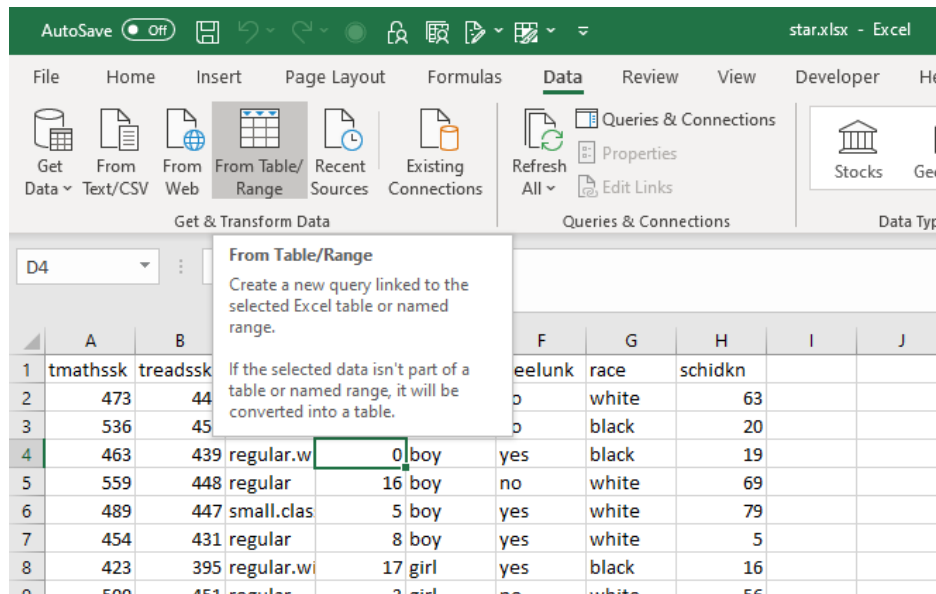 AutoSave Off star.xlsx - Excel
File Home Insert Page Layout Formulas Data Review View Developer
Get Data From Text/CSV From Web From Table/Range Recent Sources Existing Connections Refresh All Queries & Connections
Properties
Edit Links
Stocks
Get & Transform Data Queries & Connections
D4
From Table/Range
Create a new query linked to the
selected Excel table or named
range.
If the selected data isn't part of a
table or named range, it will be
converted into a table.
A B F G H I J
1 tmathssk treadssk eelunk race schidkn
2 473 44 o white 63
3 536 45 o black 20
4 463 439 regular.w 0 boy yes black 19
5 559 448 regular 16 boy no white 69
6 489 447 small.clas 5 boy yes white 79
7 454 431 regular 8 boy yes white 5
8 423 395 regular.wi 17 girl yes black 16